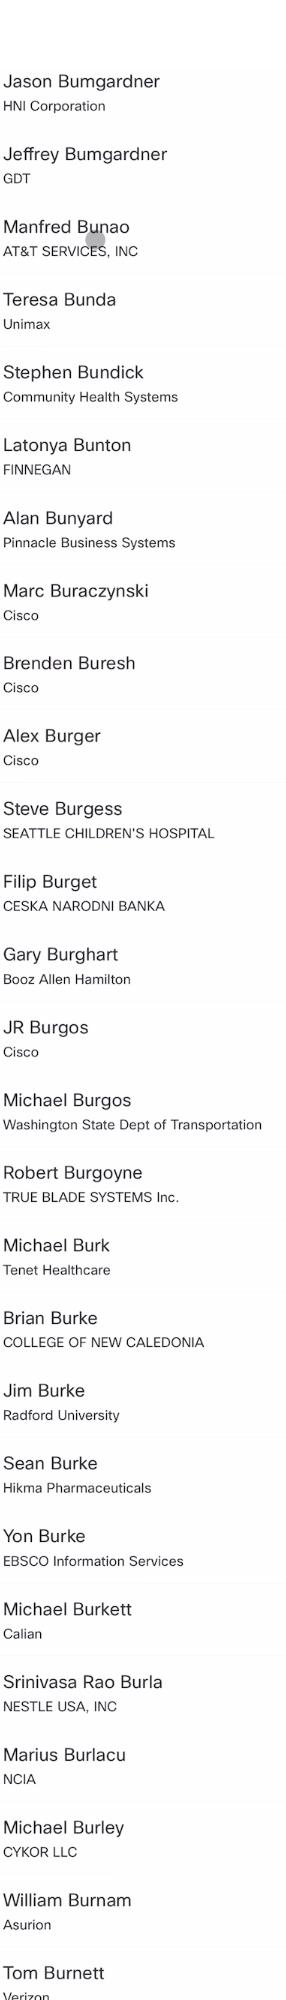 Jason Bumgardner
HNI Corporation
Jeffrey Bumgardner
GDT
Manfred Bunao
AT&T SERVICES, INC
Teresa Bunda
Unimax
Stephen Bundick
Community Health Systems
Latonya Bunton
FINNEGAN
Alan Bunyard
Pinnacle Business Systems
Marc Buraczynski
Cisco
Brenden Buresh
Cisco
Alex Burger
Cisco
Steve Burgess
SEATTLE CHILDREN'S HOSPITAL
Filip Burget
CESKA NARODNI BANKA
Gary Burghart
Booz Allen Hamilton
JR Burgos
Cisco
Michael Burgos
Washington State Dept of Transportation
Robert Burgoyne
TRUE BLADE SYSTEMS Inc.
Michael Burk
Tenet Healthcare
Brian Burke
COLLEGE OF NEW CALEDONIA
Jim Burke
Radford University
Sean Burke
Hikma Pharmaceuticals
Yon Burke
EBSCO Information Services
Michael Burkett
Calian
Srinivasa Rao Burla
NESTLE USA, INC
Marius Burlacu
NCIA
Michael Burley
CYKOR LLC
William Burnam
Asurion
Tom Burnett
Verizon